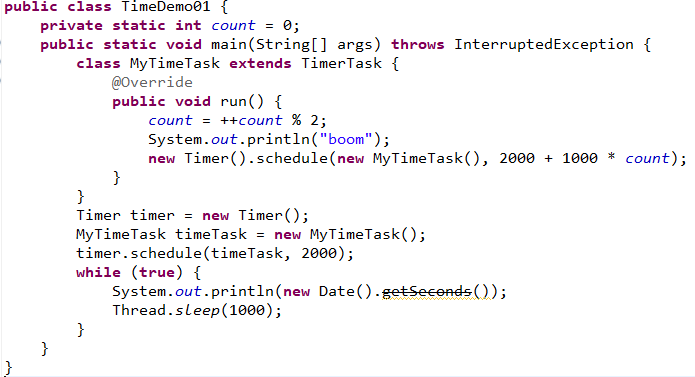 public class TimeDemo01 {
    private static int count = 0;
    public static void main(String[] args) throws InterruptedException {
        class MyTimeTask extends TimerTask {
            @Override
            public void run() {
                count = ++count % 2;
                System.out.println("boom");
                new Timer().schedule(new MyTimeTask(), 2000 + 1000 * count);
            }
        }
        Timer timer = new Timer();
        MyTimeTask timeTask = new MyTimeTask();
        timer.schedule(timeTask, 2000);
        while (true) {
            System.out.println(new Date().getSeconds());
            Thread.sleep(1000);
        }
    }
}